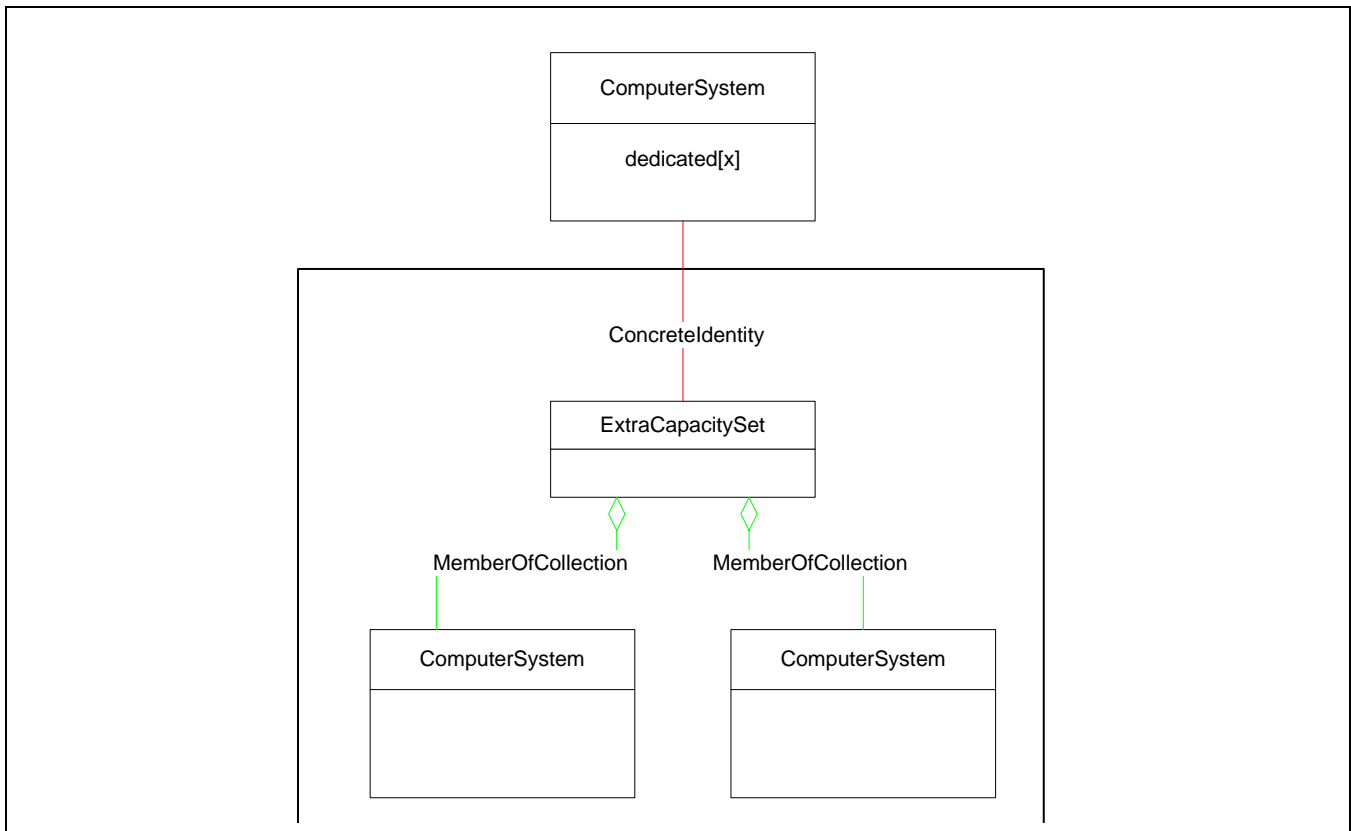 ComputerSystem
dedicated[x]
ConcreteIdentity
ExtraCapacitySet
MemberOfCollection
MemberOfCollection
ComputerSystem
ComputerSystem